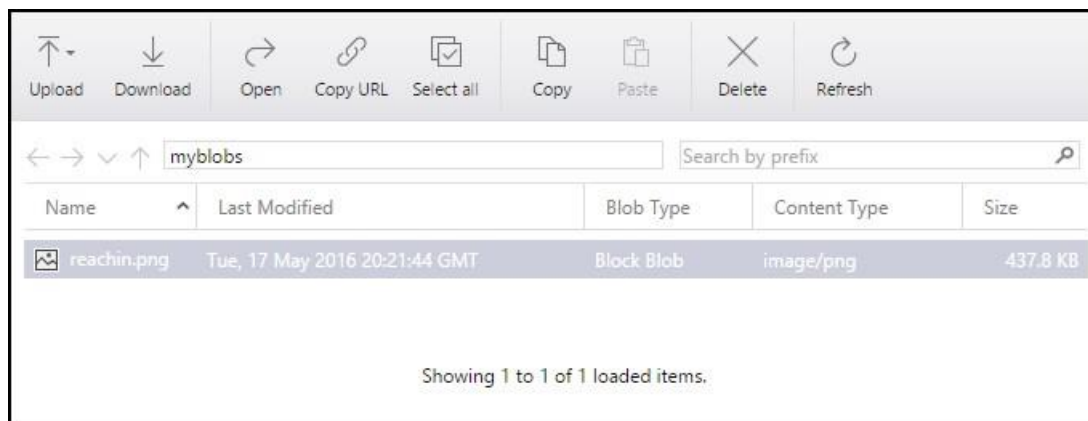 Upload Download Open Copy URL Select all Copy Paste Delete Refresh
myblobs Search by prefix
Name Last Modified Blob Type Content Type Size
reachin.png Tue, 17 May 2016 20:21:44 GMT Block Blob image/png 437.8 KB
Showing 1 to 1 of 1 loaded items.